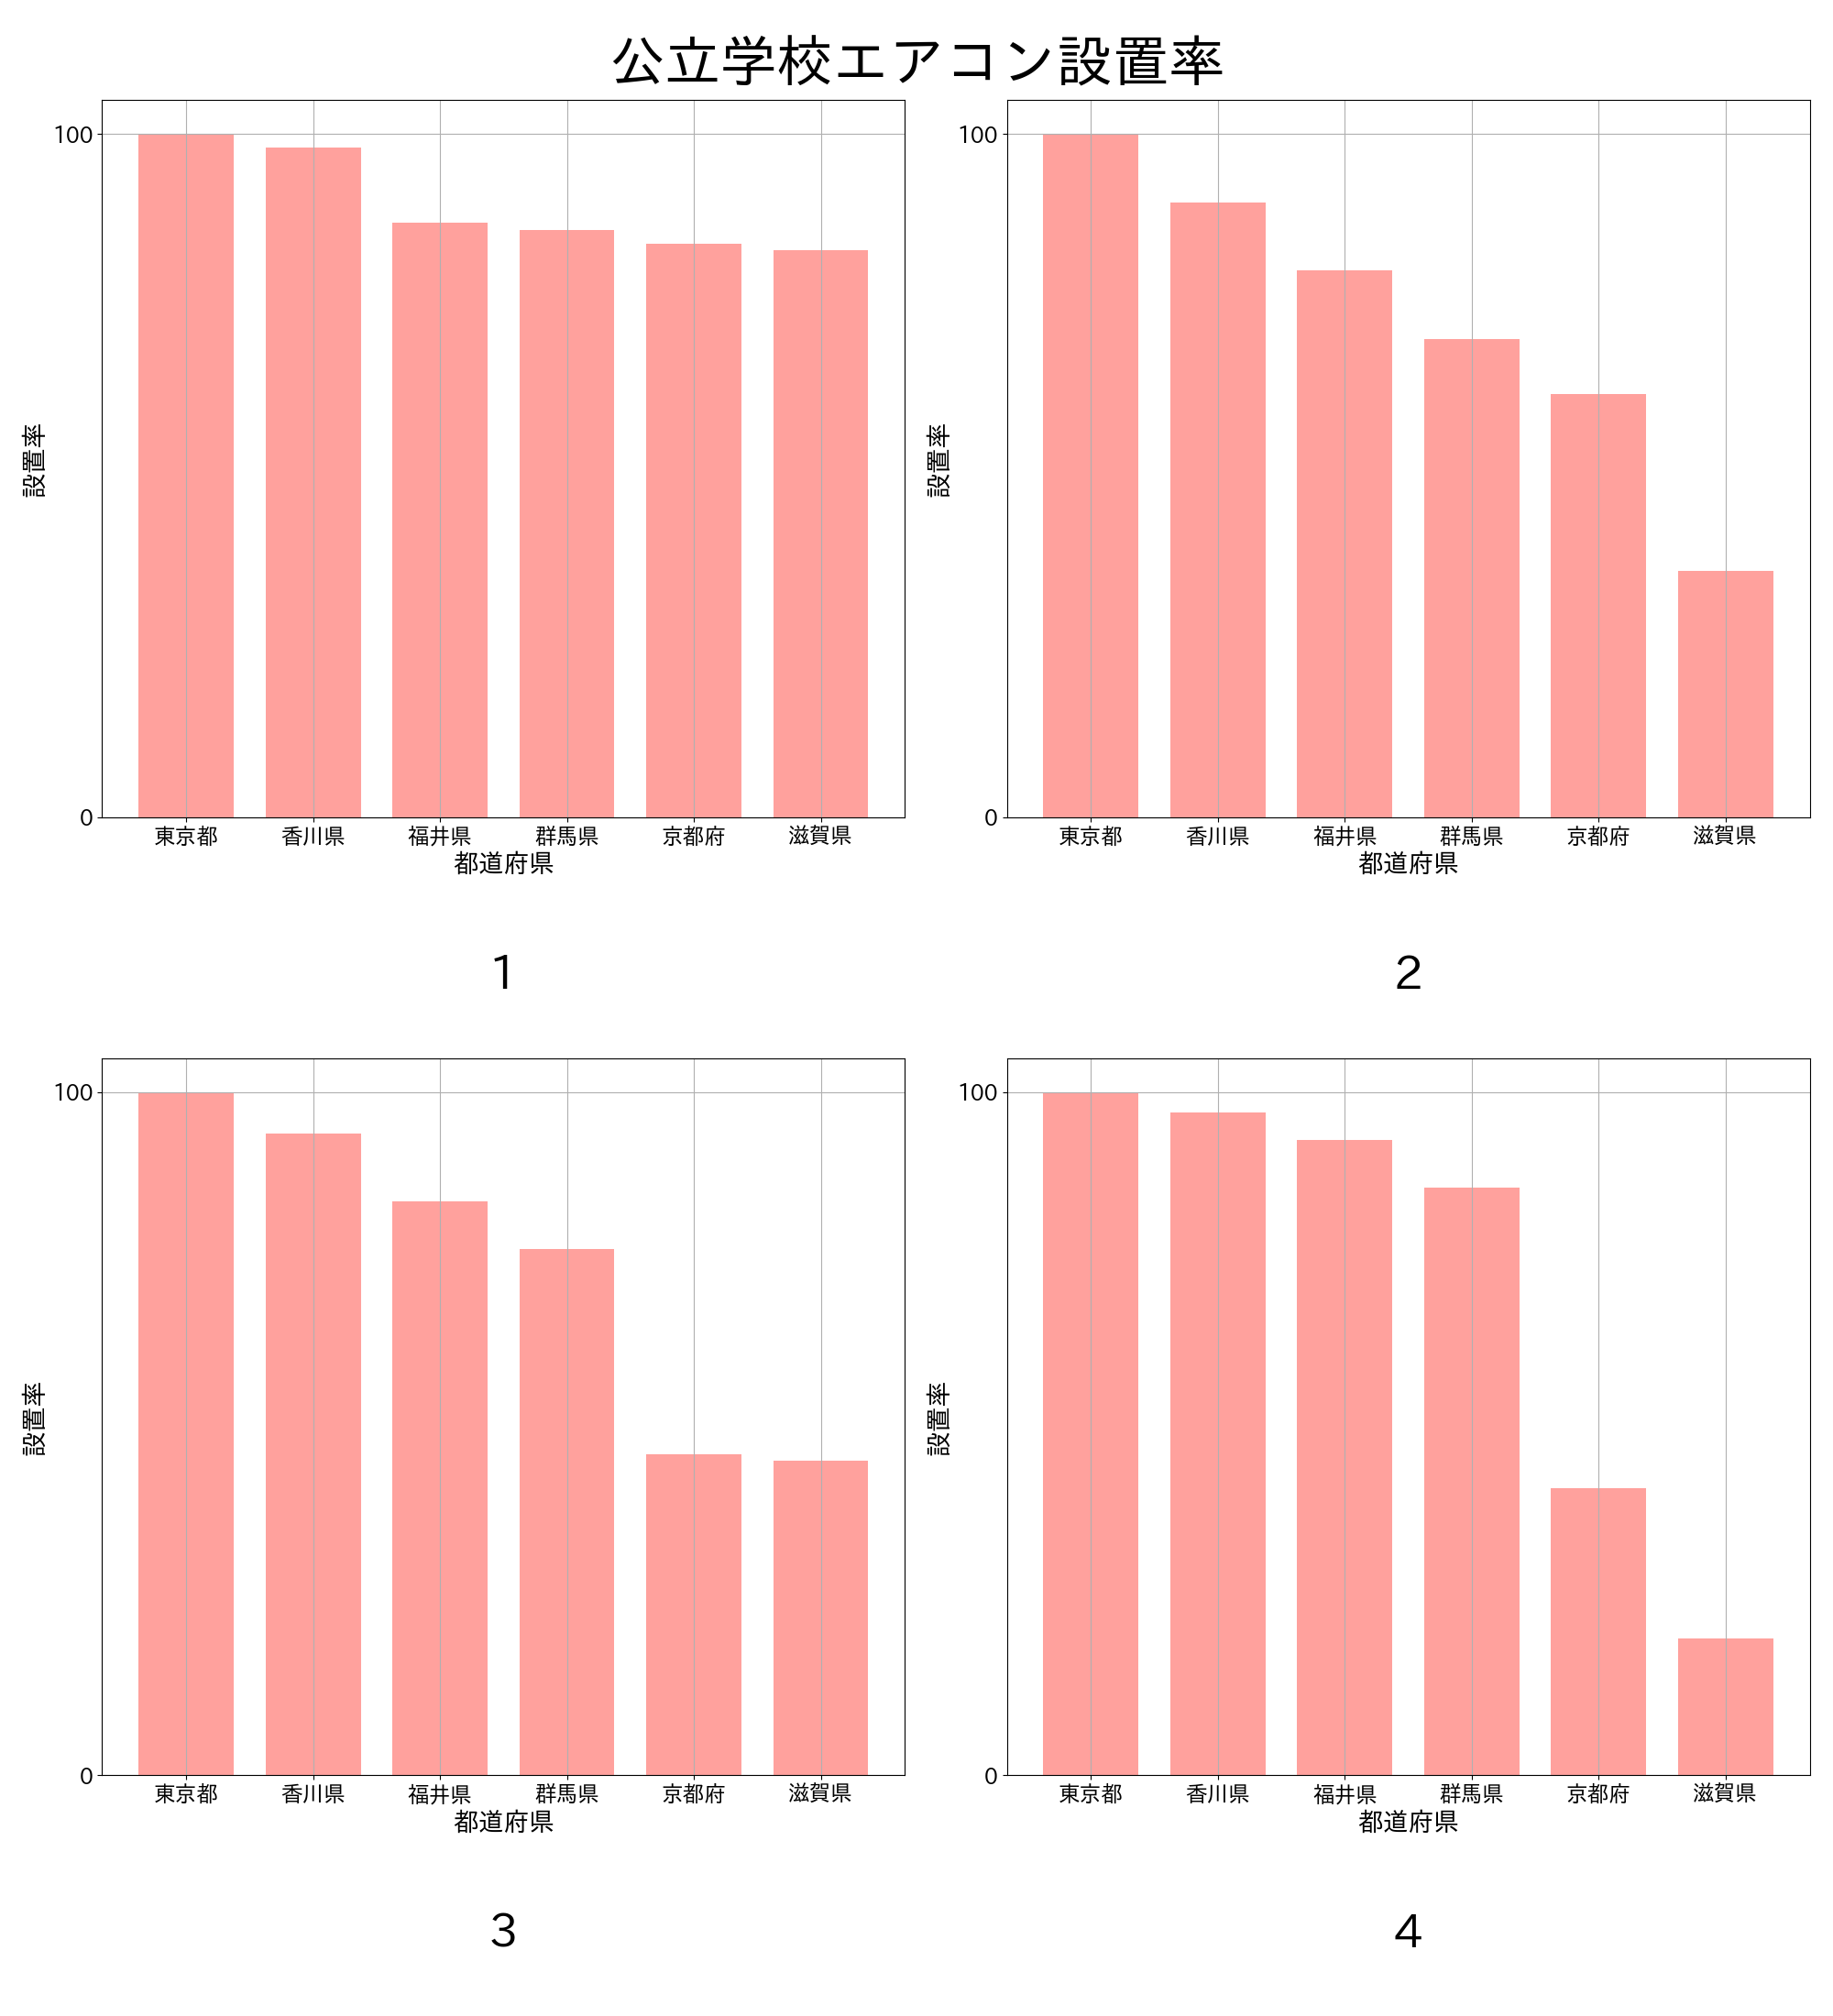 公立学校エアコン設置率
100
0
設置率
東京都 香川県 福井県 群馬県 京都府 滋賀県
都道府県
1
100
0
設置率
東京都 香川県 福井県 群馬県 京都府 滋賀県
都道府県
2
100
0
設置率
東京都 香川県 福井県 群馬県 京都府 滋賀県
都道府県
3
100
0
設置率
東京都 香川県 福井県 群馬県 京都府 滋賀県
都道府県
4